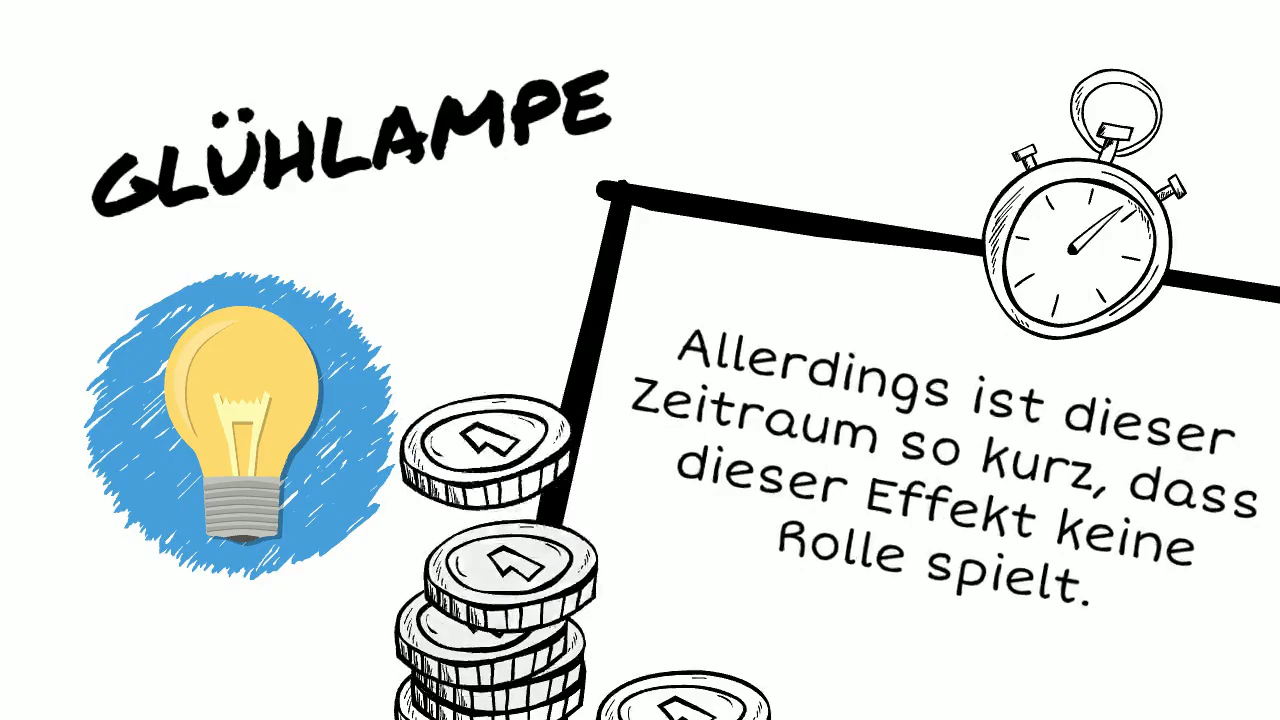 GLÜHLAMPE
Allerdings ist dieser
Zeitraum so kurz, dass
dieser Effekt keine
Rolle spielt.